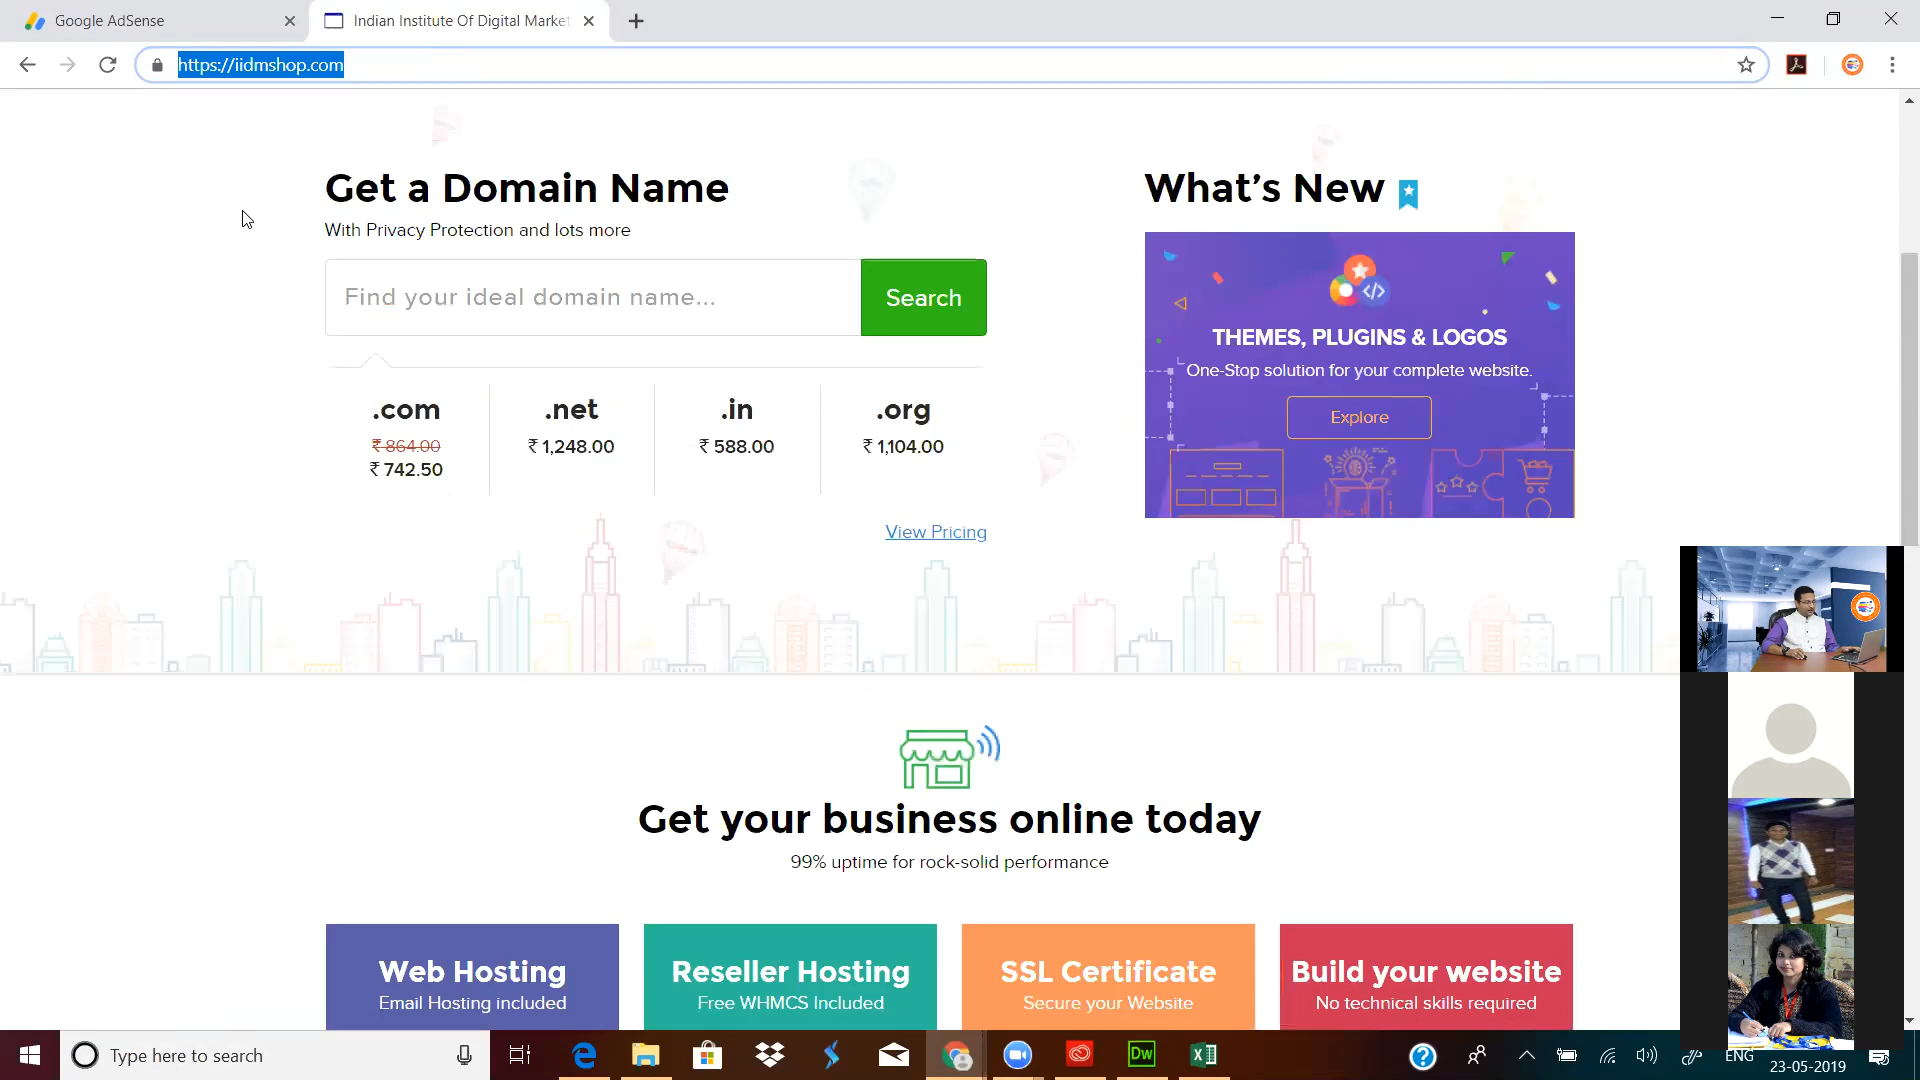 Google AdSense
Indian Institute Of Digital Market
https://iidmshop.com
Get a Domain Name
With Privacy Protection and lots more
Find your ideal domain name...
Search
.com
₹ 864.00
₹ 742.50
.net
₹ 1,248.00
.in
₹ 588.00
.org
₹ 1,104.00
View Pricing
What's New
THEMES, PLUGINS & LOGOS
One-Stop solution for your complete website.
Explore
Get your business online today
99% uptime for rock-solid performance
Web Hosting
Email Hosting included
Reseller Hosting
Free WHMCS Included
SSL Certificate
Secure your Website
Build your website
No technical skills required
Type here to search
Dw
ENG
23-05-2019